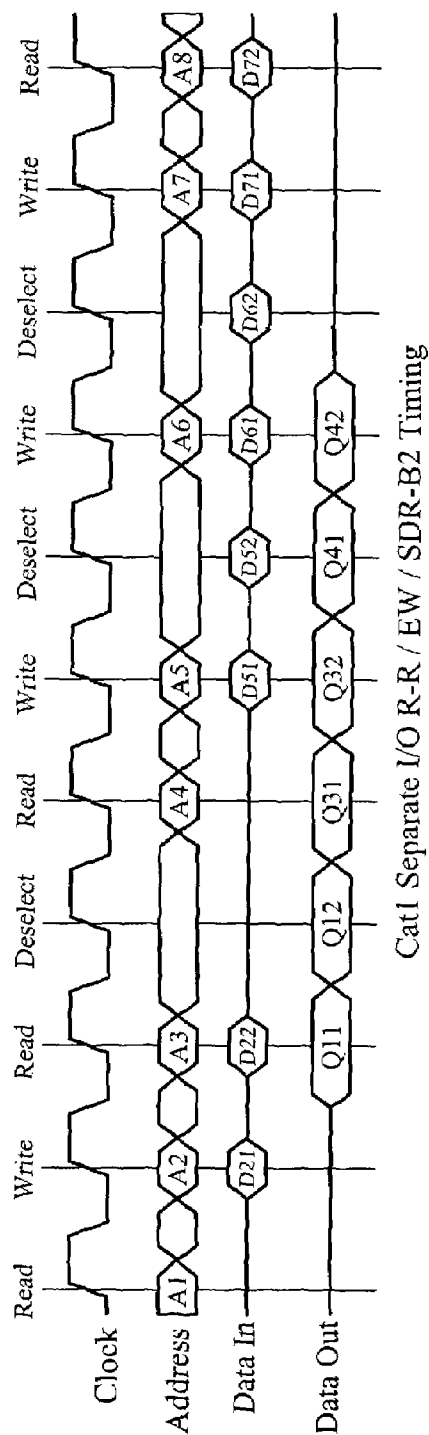 Read Write Read Deselect Read Write Deselect Write Deselect Write Read
Clock
Address A1 A2 A3 A4 A5 A6 A7 A8
Data In D21 D22 D51 D52 D61 D62 D71 D72
Data Out Q11 Q12 Q31 Q32 Q41 Q42
Cat1 Separate I/O R-R / EW / SDR-B2 Timing